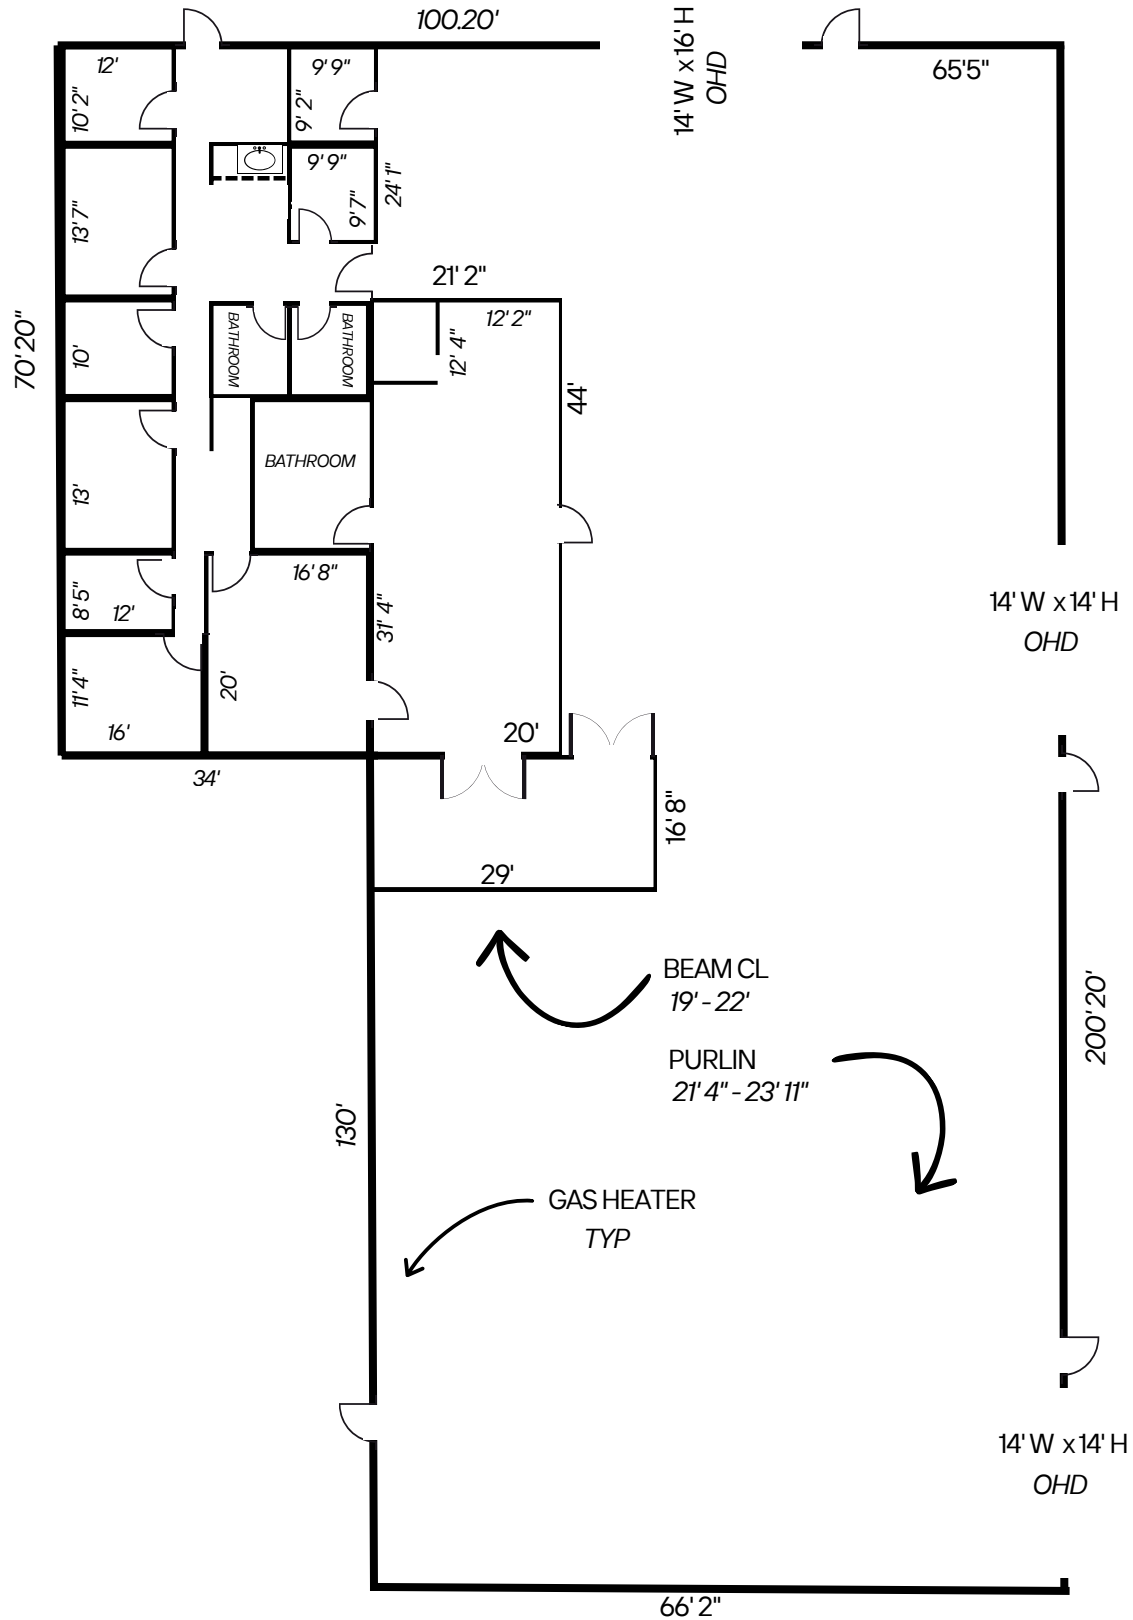 100.20'
14' W x 16' H
OHD
65'5"
12'
10' 2"
9' 9"
9' 2"
9' 9"
9' 7"
24' 1"
13' 7"
21' 2"
12' 2"
12' 4"
70' 20"
10'
BATHROOM
BATHROOM
44'
BATHROOM
13'
16' 8"
31' 4"
8' 5"
12'
14' W x 14' H
OHD
11' 4"
16'
20'
20'
34'
16' 8"
29'
BEAM CL
19' - 22'
PURLIN
21' 4" - 23' 11"
200' 20'
130'
GAS HEATER
TYP
14' W x 14' H
OHD
66' 2"